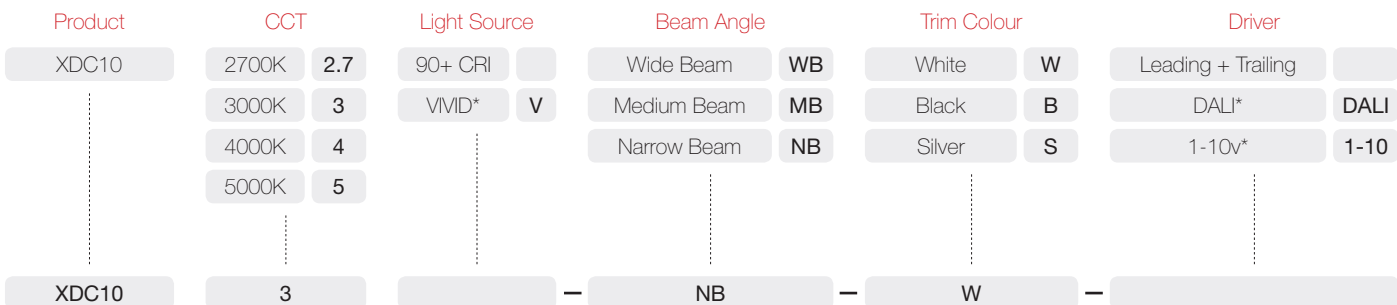 Product CCT Light Source Beam Angle Trim Colour Driver
XDC10 2700K 2.7 90+ CRI Wide Beam WB White W Leading + Trailing
3000K 3 VIVID* V Medium Beam MB Black B DALI* DALI
4000K 4 Narrow Beam NB Silver S 1-10v* 1-10
5000K 5
XDC10 3 – NB – W –